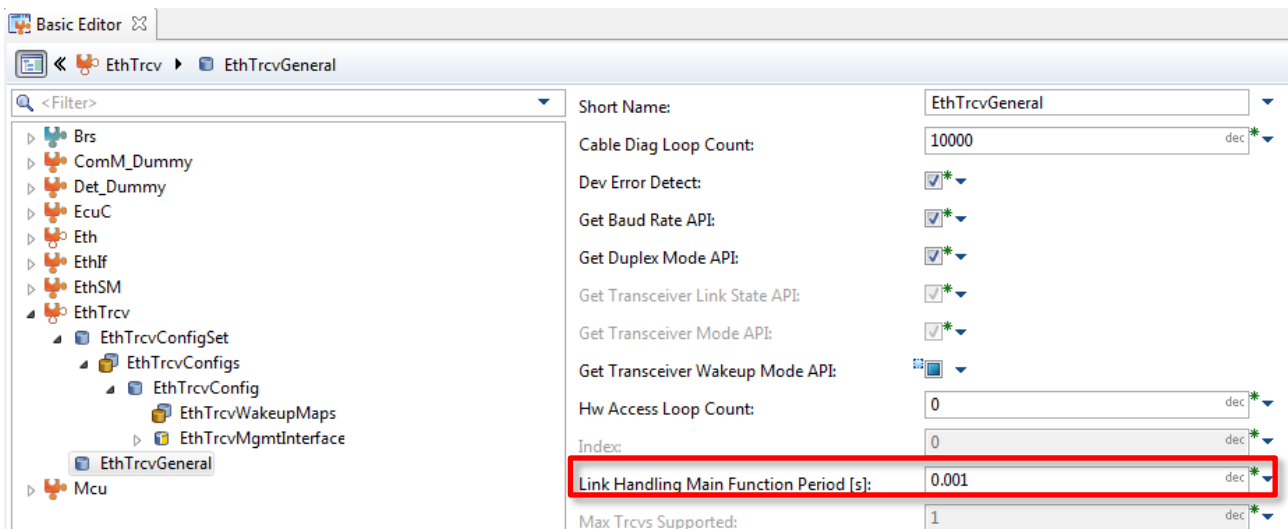 Basic Editor
EthTrcv EthTrcvGeneral
<Filter>
Brs
ComM_Dummy
Det_Dummy
EcuC
Eth
EthIf
EthSM
EthTrcv
EthTrcvConfigSet
EthTrcvConfigs
EthTrcvConfig
EthTrcvWakeupMaps
EthTrcvMgmtInterface
EthTrcvGeneral
Mcu
Short Name: EthTrcvGeneral
Cable Diag Loop Count: 10000 dec
Dev Error Detect:
Get Baud Rate API:
Get Duplex Mode API:
Get Transceiver Link State API:
Get Transceiver Mode API:
Get Transceiver Wakeup Mode API:
Hw Access Loop Count: 0 dec
Index: 0 dec
Link Handling Main Function Period [s]: 0.001 dec
Max Trcvs Supported: 1 dec